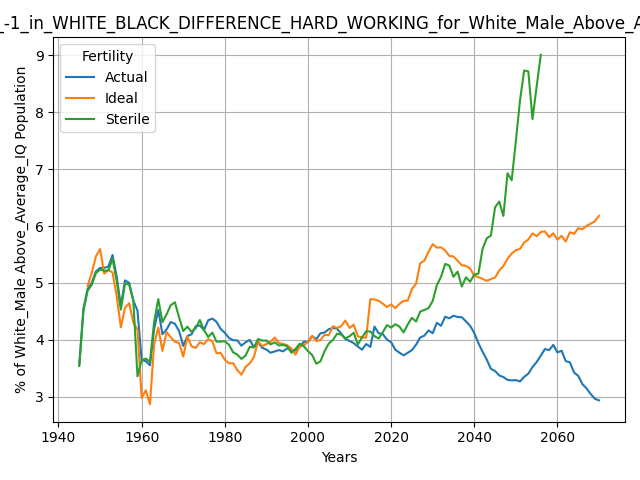 _-1_in_WHITE_BLACK_DIFFERENCE_HARD_WORKING_for_White_Male_Above_A
Fertility
Actual
Ideal
Sterile
% of White_Male Above_Average_IQ Population
9
8
7
6
5
4
3
1940
1960
1980
2000
2020
2040
2060
Years